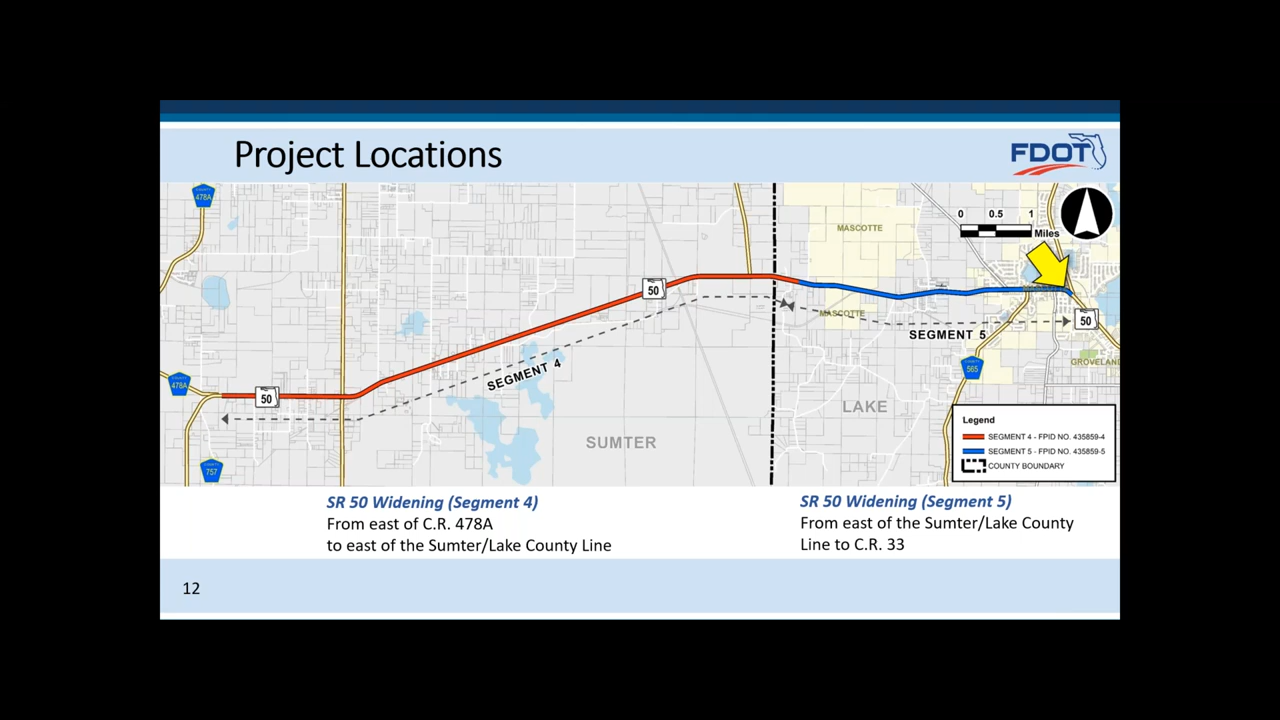 Project Locations
FDOT
COUNTY
478A
MASCOTTE
0 0.5 1
Miles
50
MASCOTTE
50
SEGMENT 5
SEGMENT 4
478A
50
COUNTY
565
GROVELAND
LAKE
SUMTER
COUNTY
757
Legend
SEGMENT 4 - FPID NO. 435859-4
SEGMENT 5 - FPID NO. 435859-5
COUNTY BOUNDARY
SR 50 Widening (Segment 4)
From east of C.R. 478A
to east of the Sumter/Lake County Line
SR 50 Widening (Segment 5)
From east of the Sumter/Lake County
Line to C.R. 33
12